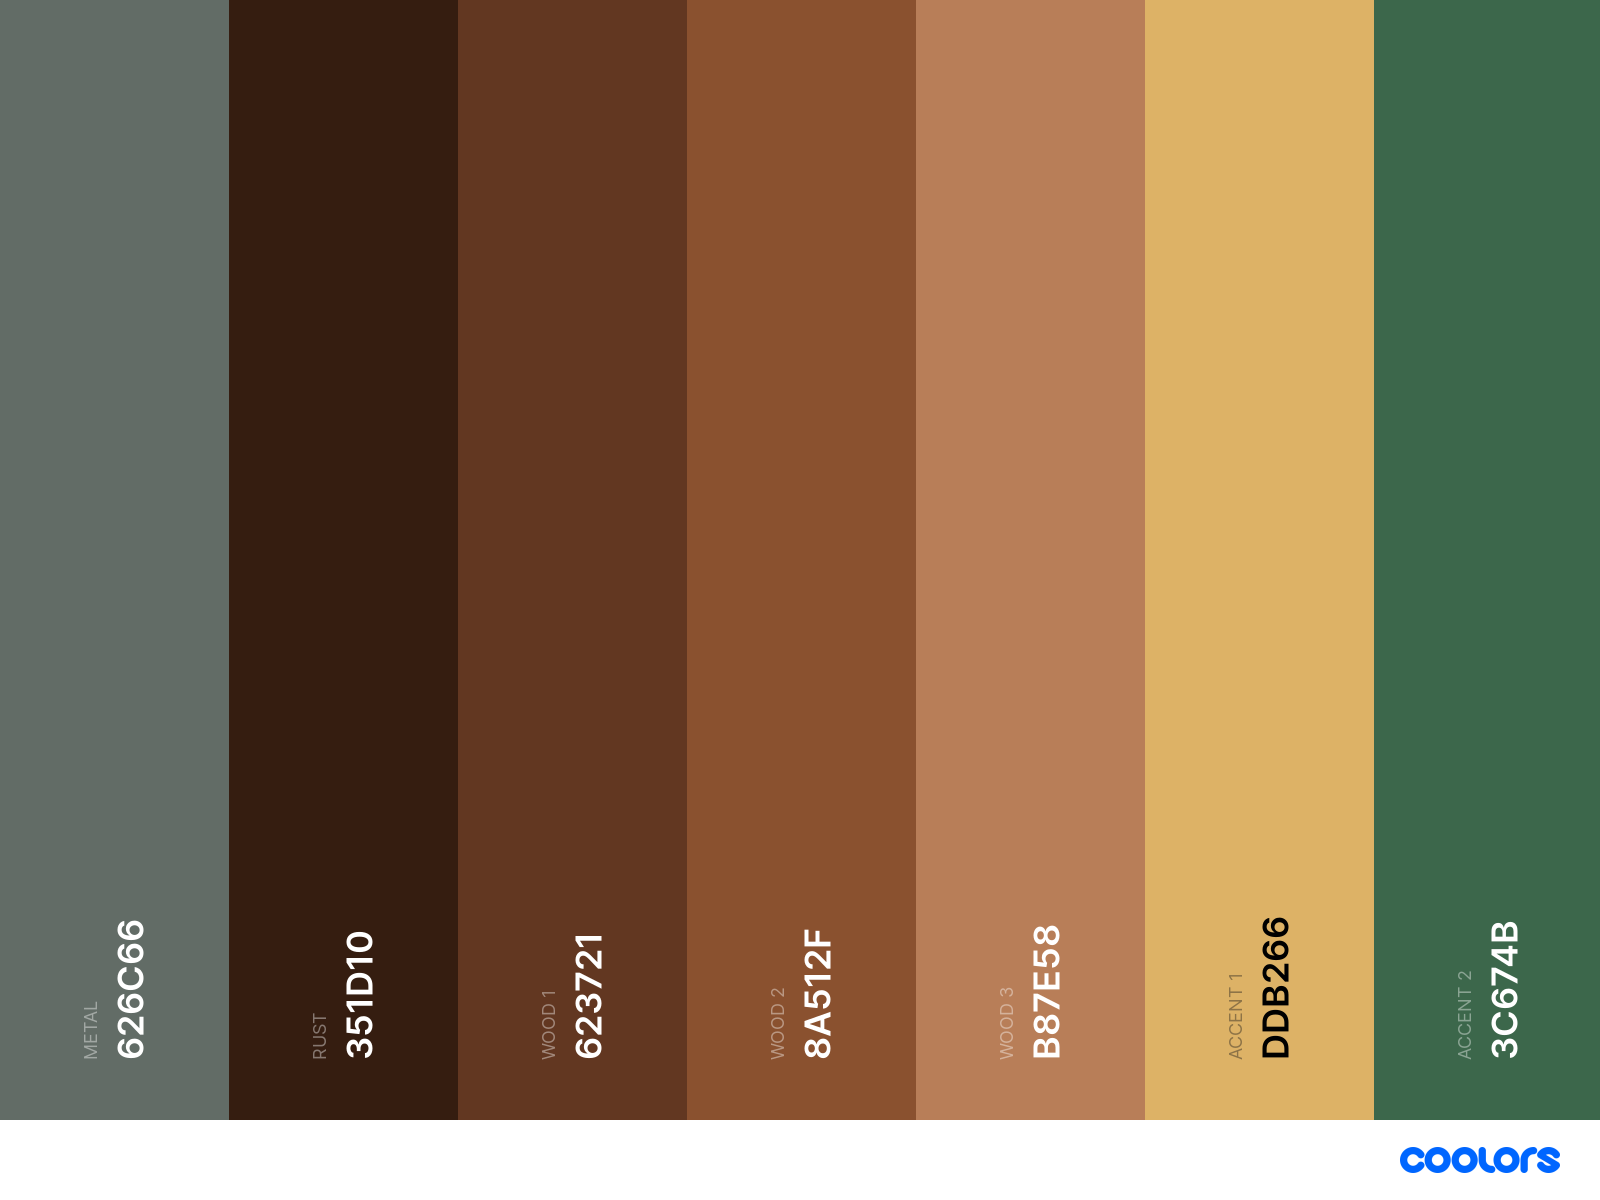 METAL
626C66
RUST
351D10
WOOD 1
623721
WOOD 2
8A512F
WOOD 3
B87E58
ACCENT 1
DDB266
ACCENT 2
3C674B
coolors